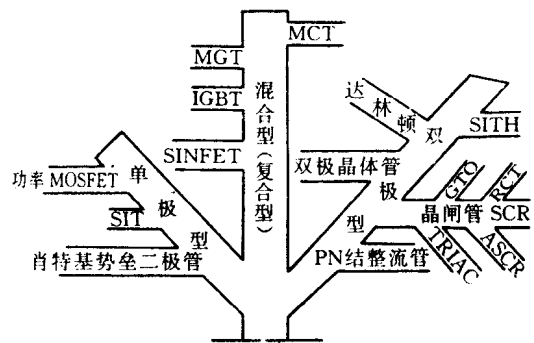 MCT
MGT
IGBT
SINFET
混合型(复合型)
单极型
功率MOSFET
SIT
肖特基势垒二极管
双极型
达林顿
SITH
双极晶体管
GTO
RCT
晶闸管 SCR
TRIAC
ASCR
PN结整流管